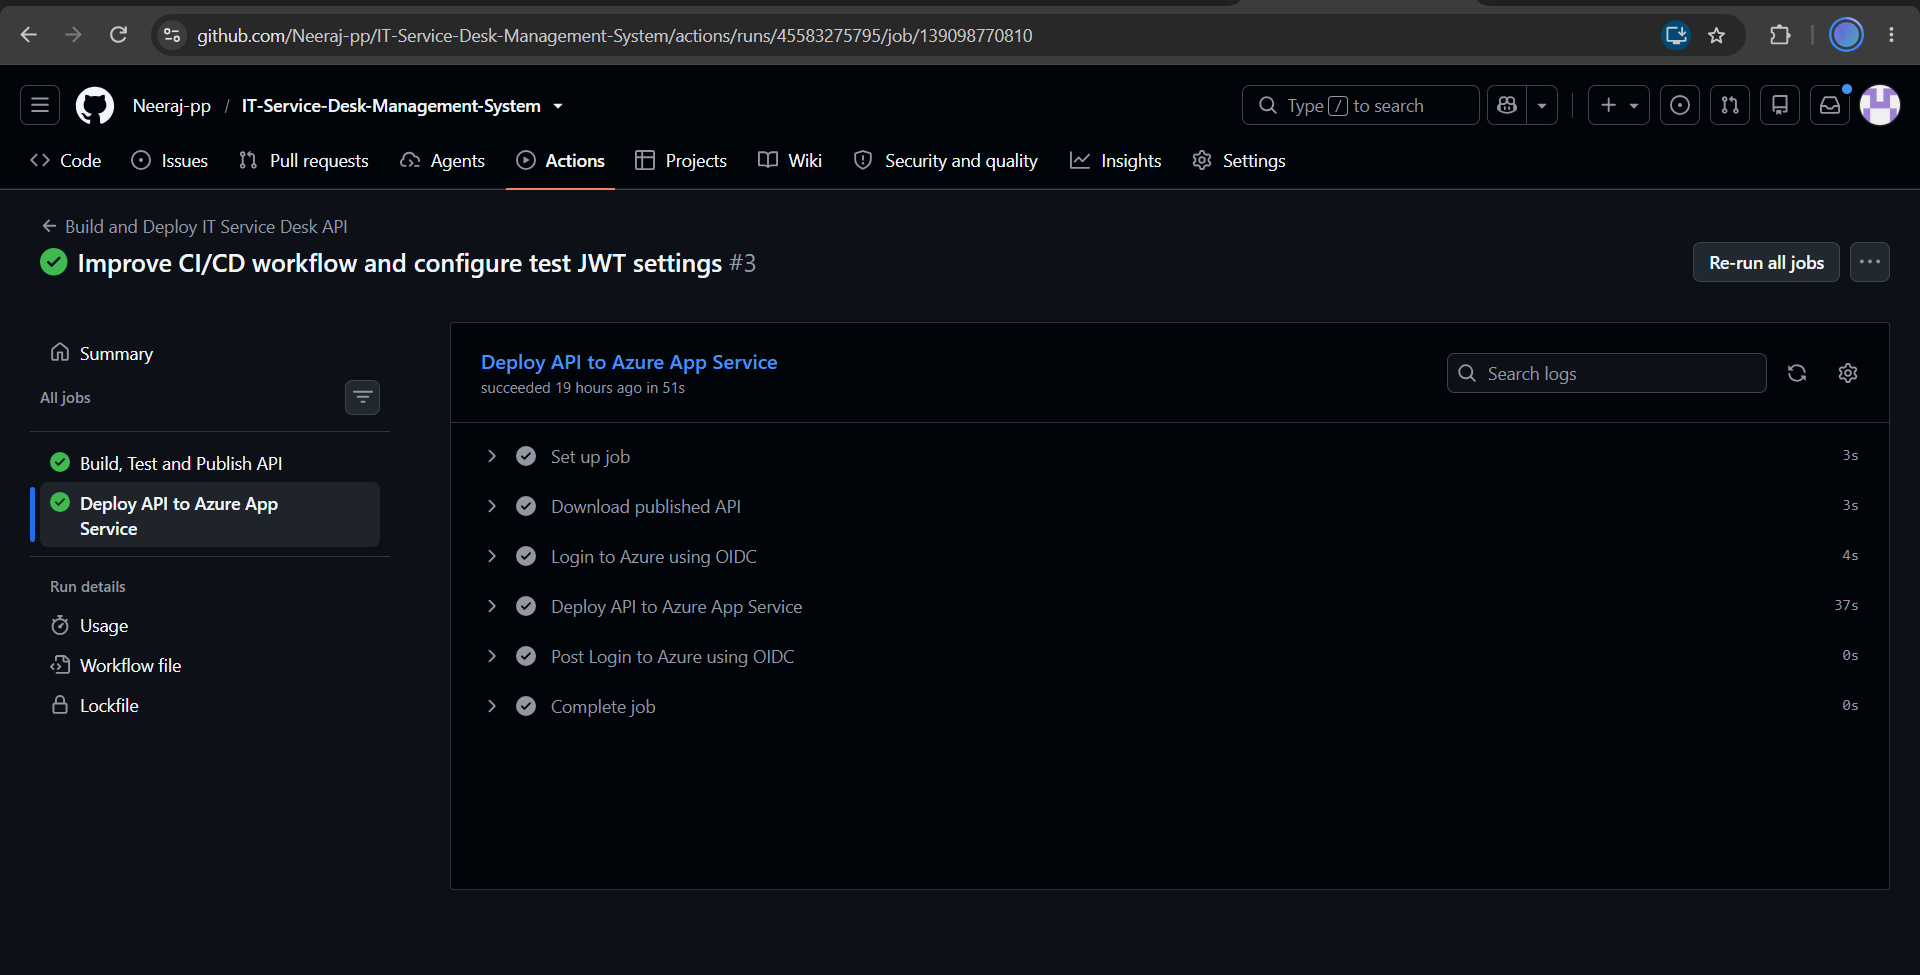 github.com/Neeraj-pp/IT-Service-Desk-Management-System/actions/runs/45583275795/job/139098770810
Neeraj-pp / IT-Service-Desk-Management-System
Type / to search
Code Issues Pull requests Agents Actions Projects Wiki Security and quality Insights Settings
Build and Deploy IT Service Desk API
Improve CI/CD workflow and configure test JWT settings #3
Re-run all jobs
Summary
All jobs
Build, Test and Publish API
Deploy API to Azure App
Service
Run details
Usage
Workflow file
Lockfile
Deploy API to Azure App Service
succeeded 19 hours ago in 51s
Search logs
Set up job 3s
Download published API 3s
Login to Azure using OIDC 4s
Deploy API to Azure App Service 37s
Post Login to Azure using OIDC 0s
Complete job 0s